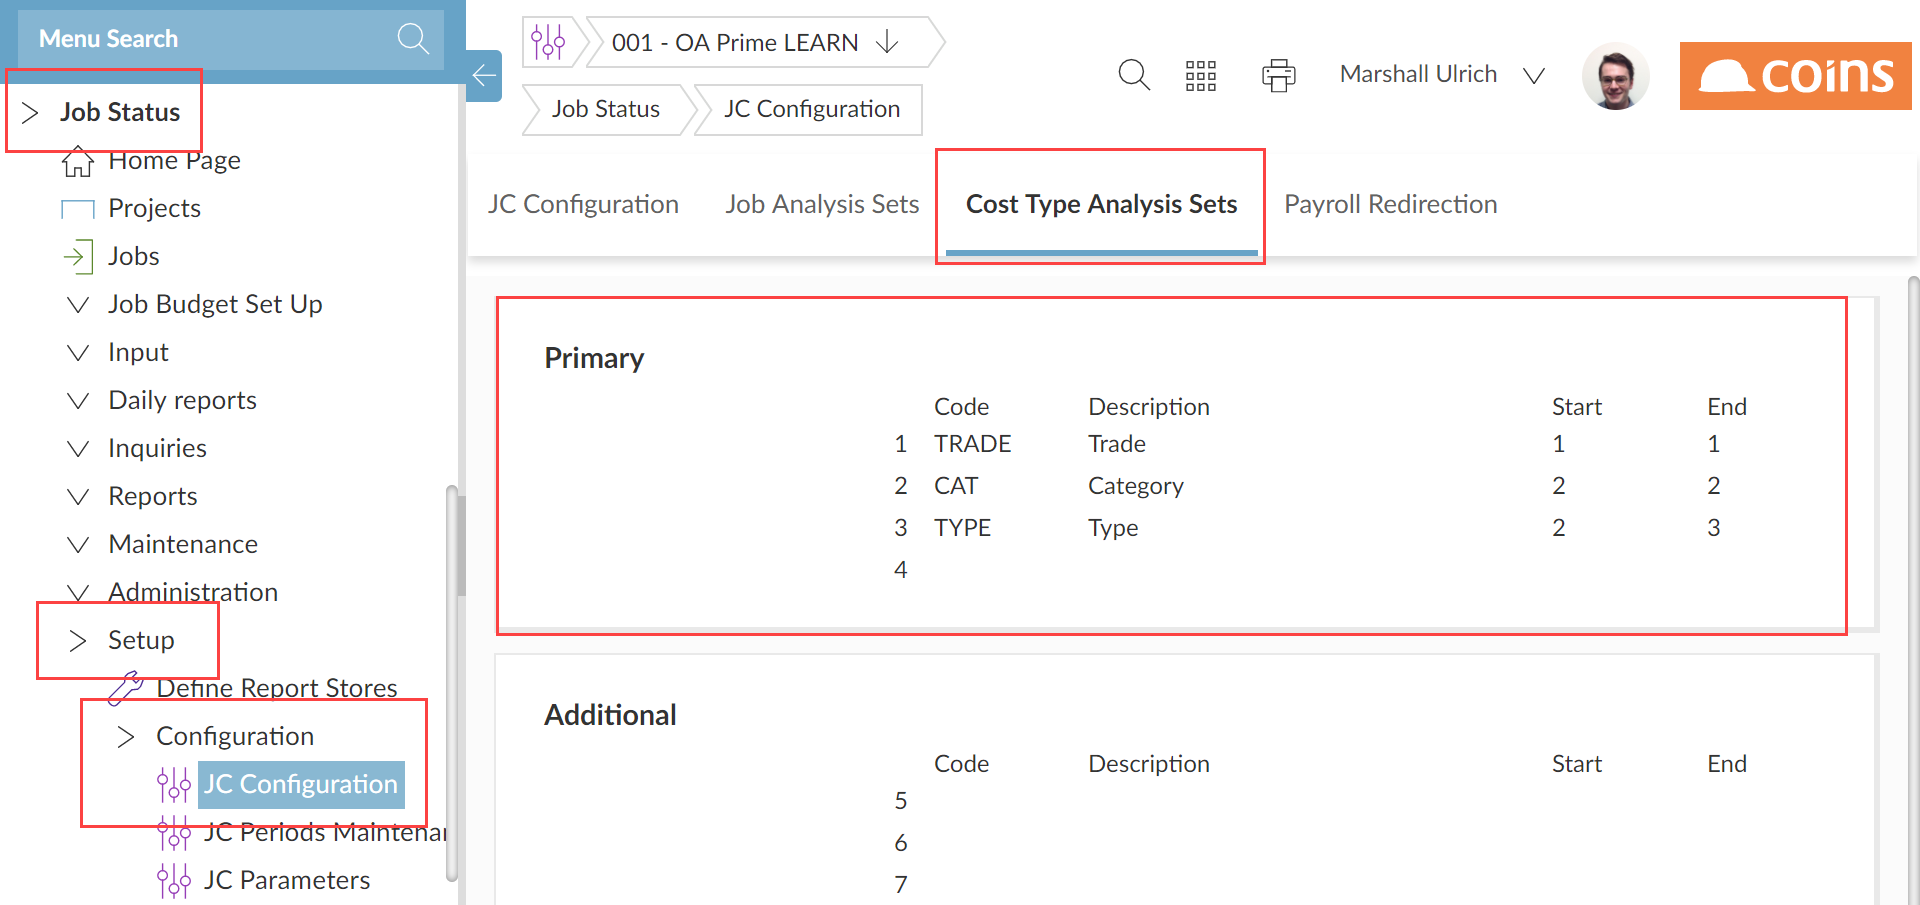 Menu Search
Job Status
Home Page
Projects
Jobs
Job Budget Set Up
Input
Daily reports
Inquiries
Reports
Maintenance
Administration
Setup
Define Report Stores
Configuration
JC Configuration
JC Periods Maintenan
JC Parameters
001 - OA Prime LEARN
Job Status JC Configuration
Marshall Ulrich
coins
JC Configuration Job Analysis Sets Cost Type Analysis Sets Payroll Redirection
Primary
Code Description Start End
1 TRADE Trade 1 1
2 CAT Category 2 2
3 TYPE Type 2 3
4
Additional
Code Description Start End
5
6
7